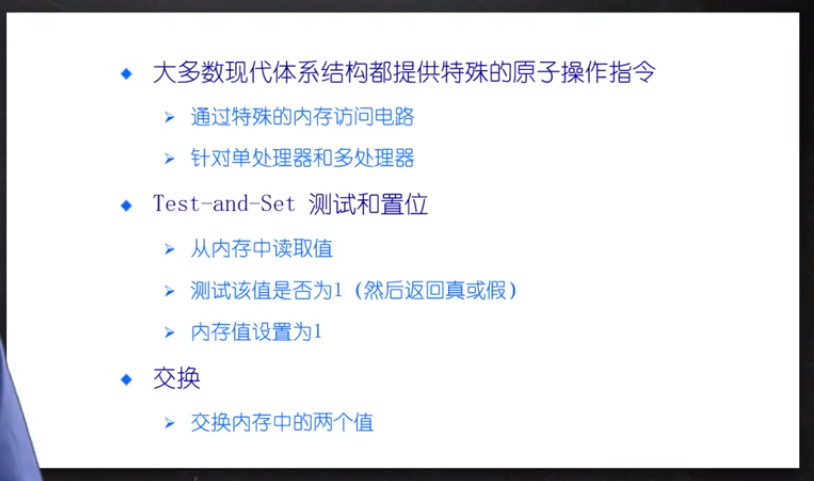 大多数现代体系结构都提供特殊的原子操作指令
通过特殊的内存访问电路
针对单处理器和多处理器
Test-and-Set 测试和置位
从内存中读取值
测试该值是否为1（然后返回真或假）
内存值设置为1
交换
交换内存中的两个值